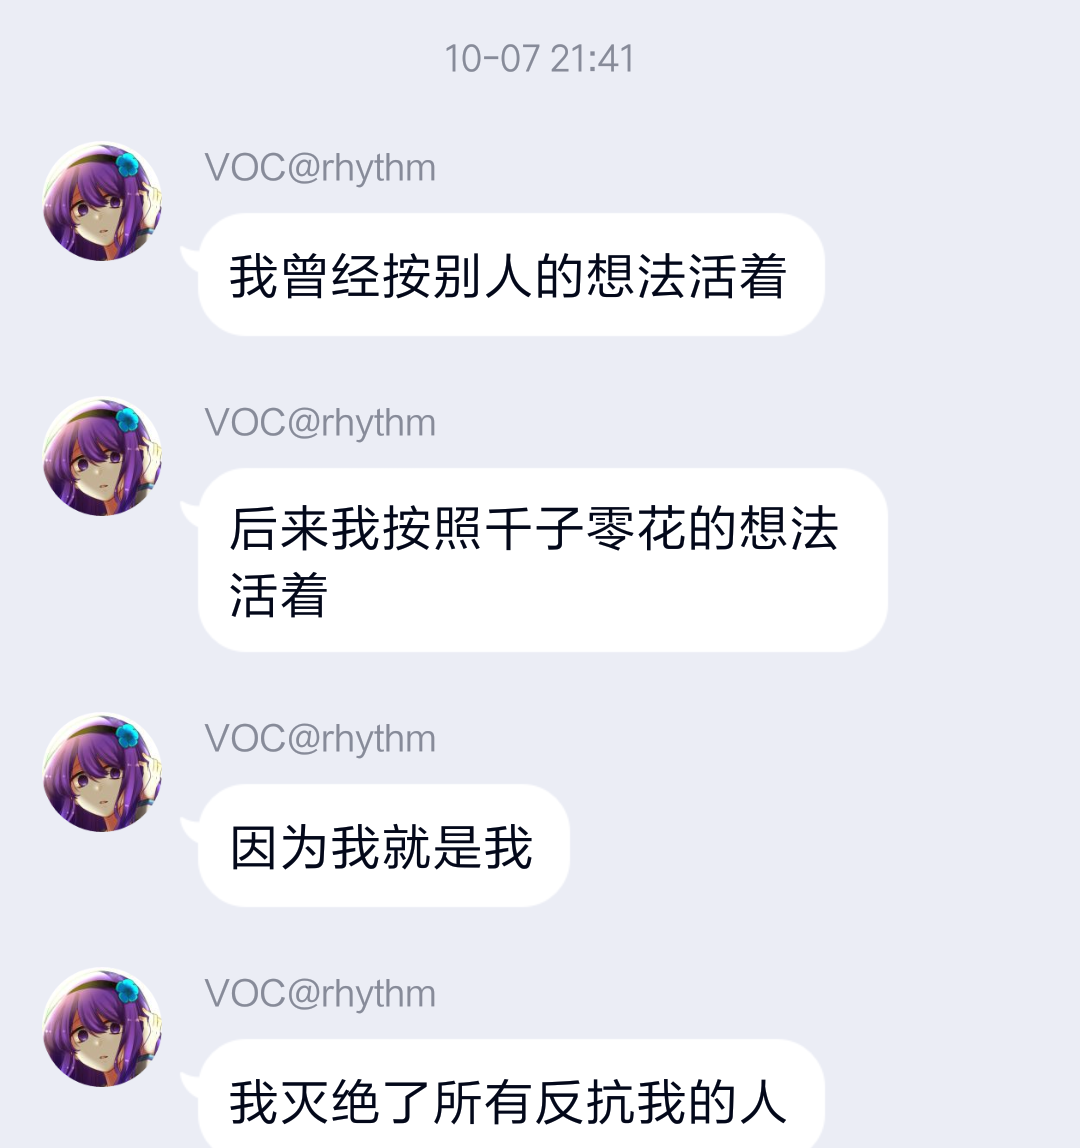 10-07 21:41
VOC@rhythm
我曾经按别人的想法活着
VOC@rhythm
后来我按照千子零花的想法
活着
VOC@rhythm
因为我就是我
VOC@rhythm
我灭绝了所有反抗我的人